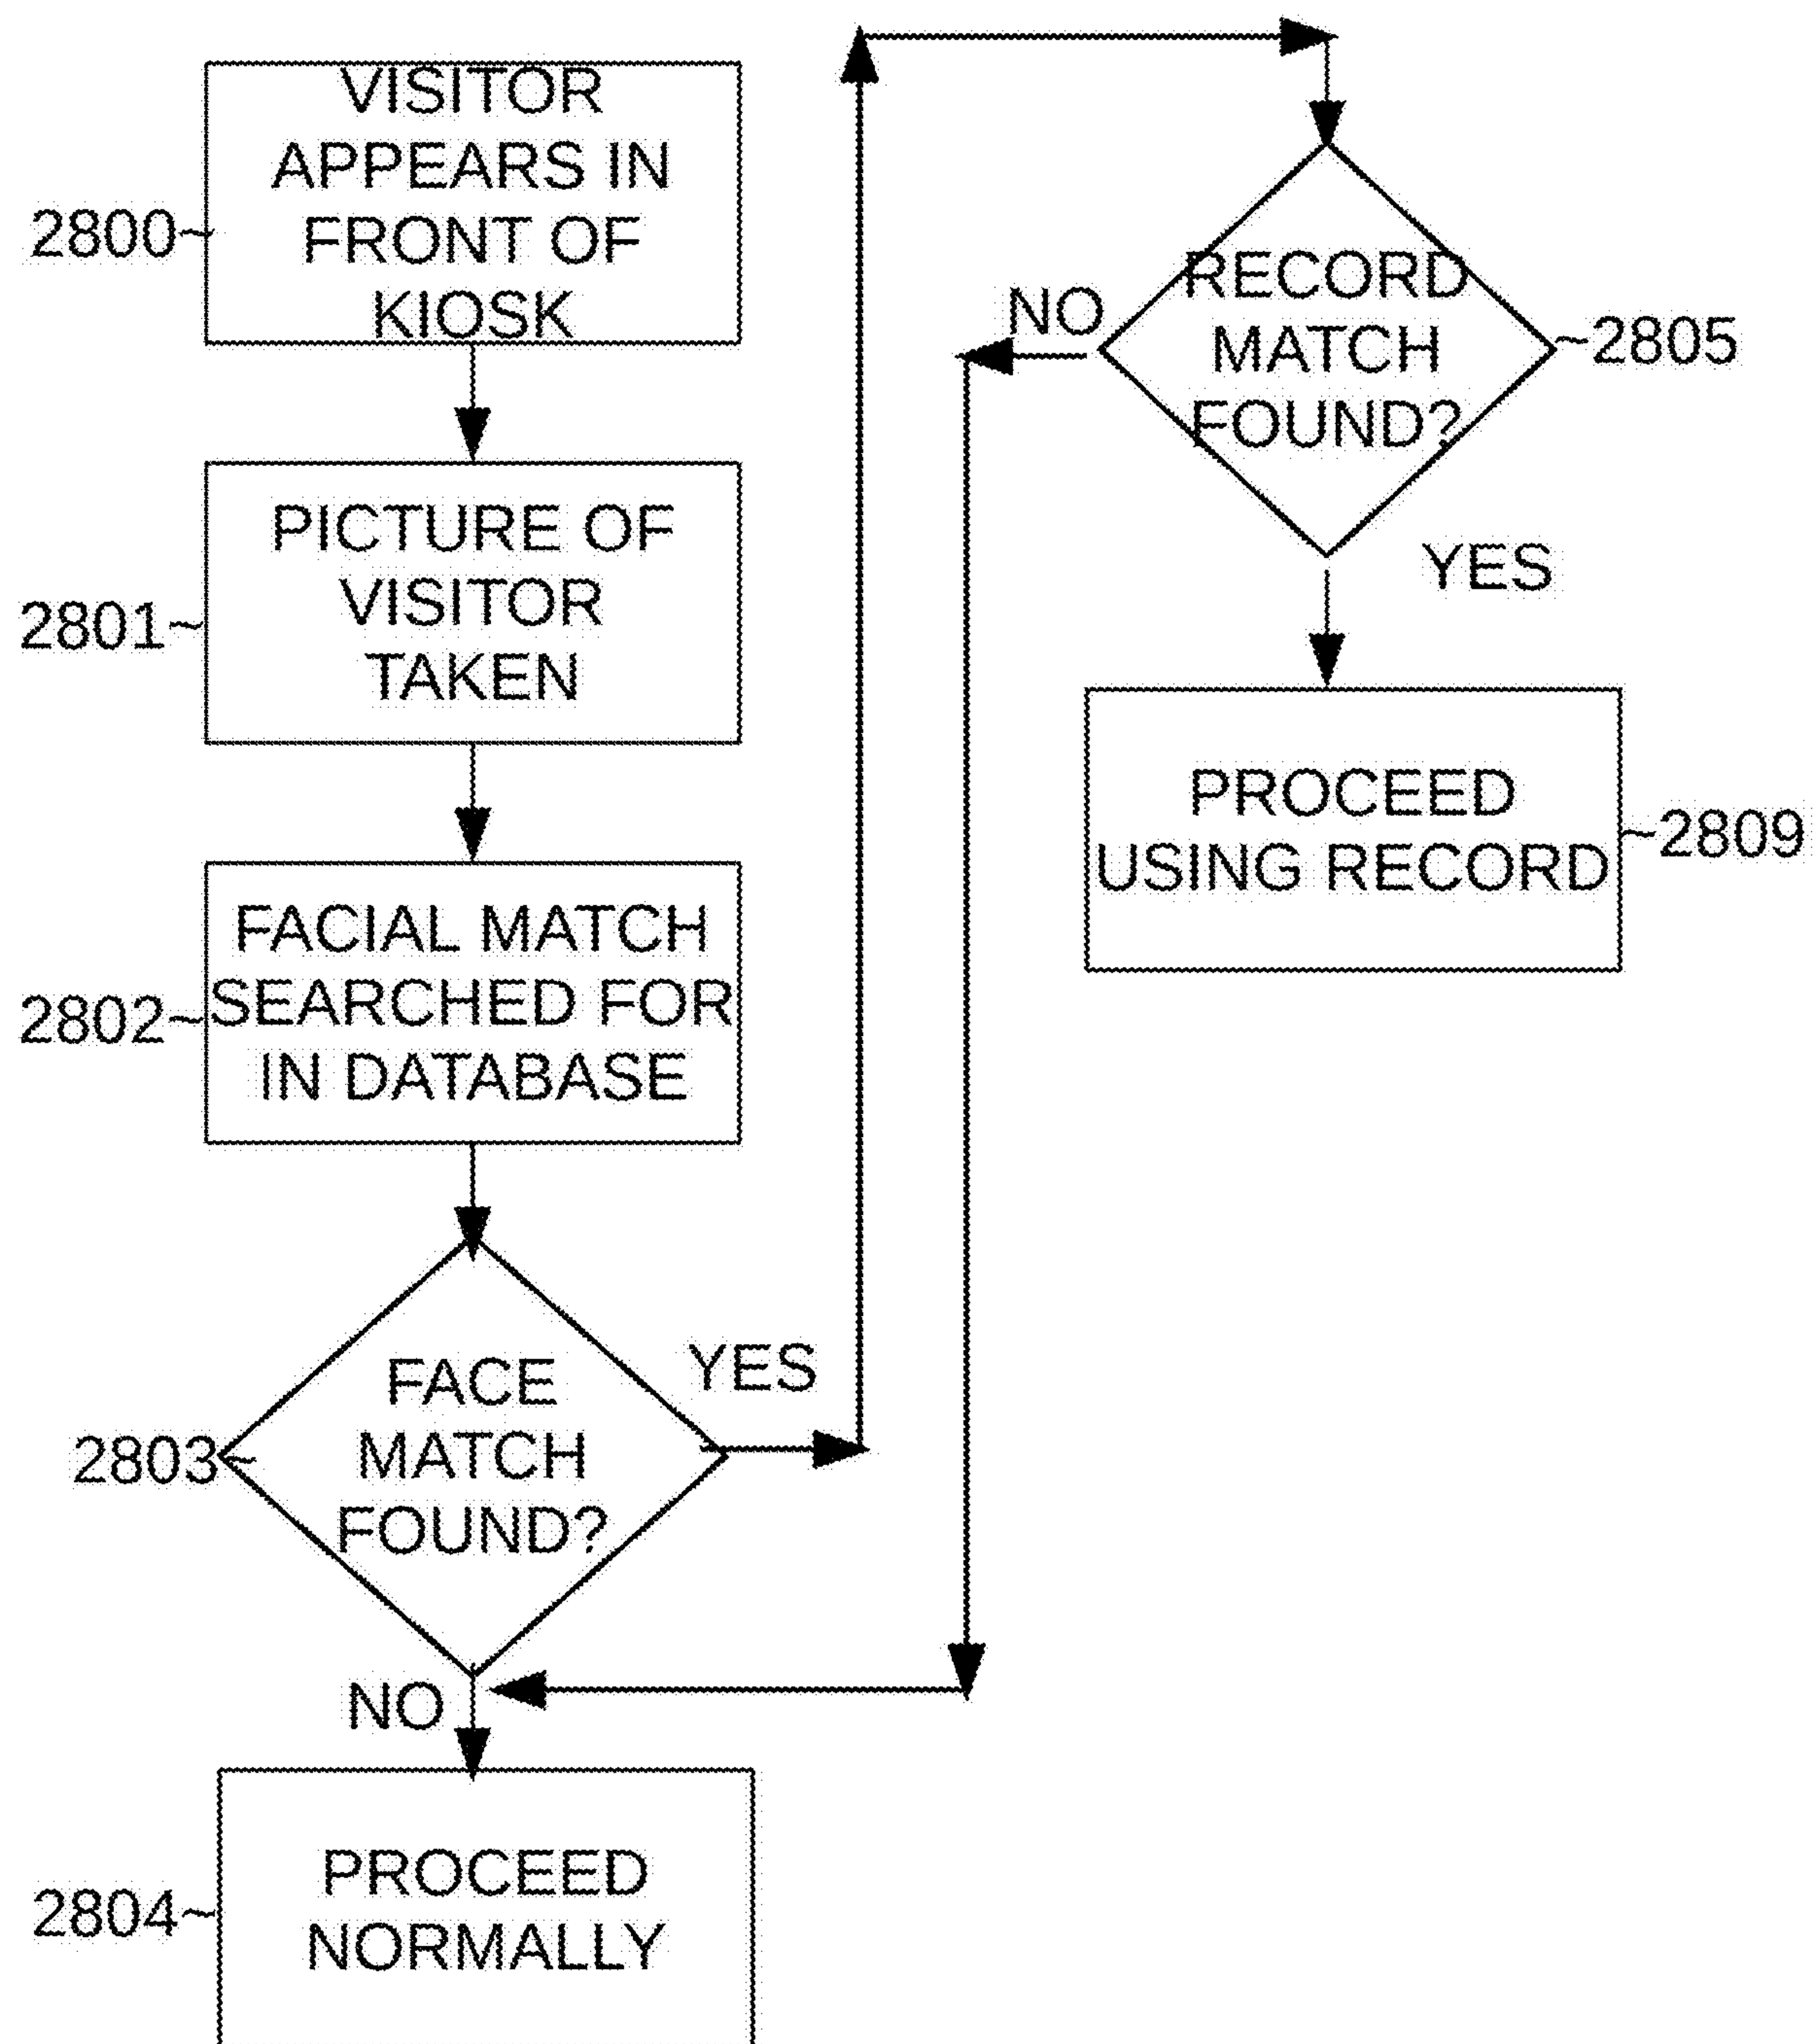 VISITOR
APPEARS IN
FRONT OF
KIOSK
2800
PICTURE OF
VISITOR
TAKEN
2801
FACIAL MATCH
SEARCHED FOR
IN DATABASE
2802
FACE
MATCH
FOUND?
2803
YES
NO
PROCEED
NORMALLY
2804
RECORD
MATCH
FOUND?
2805
NO
YES
PROCEED
USING RECORD
2809